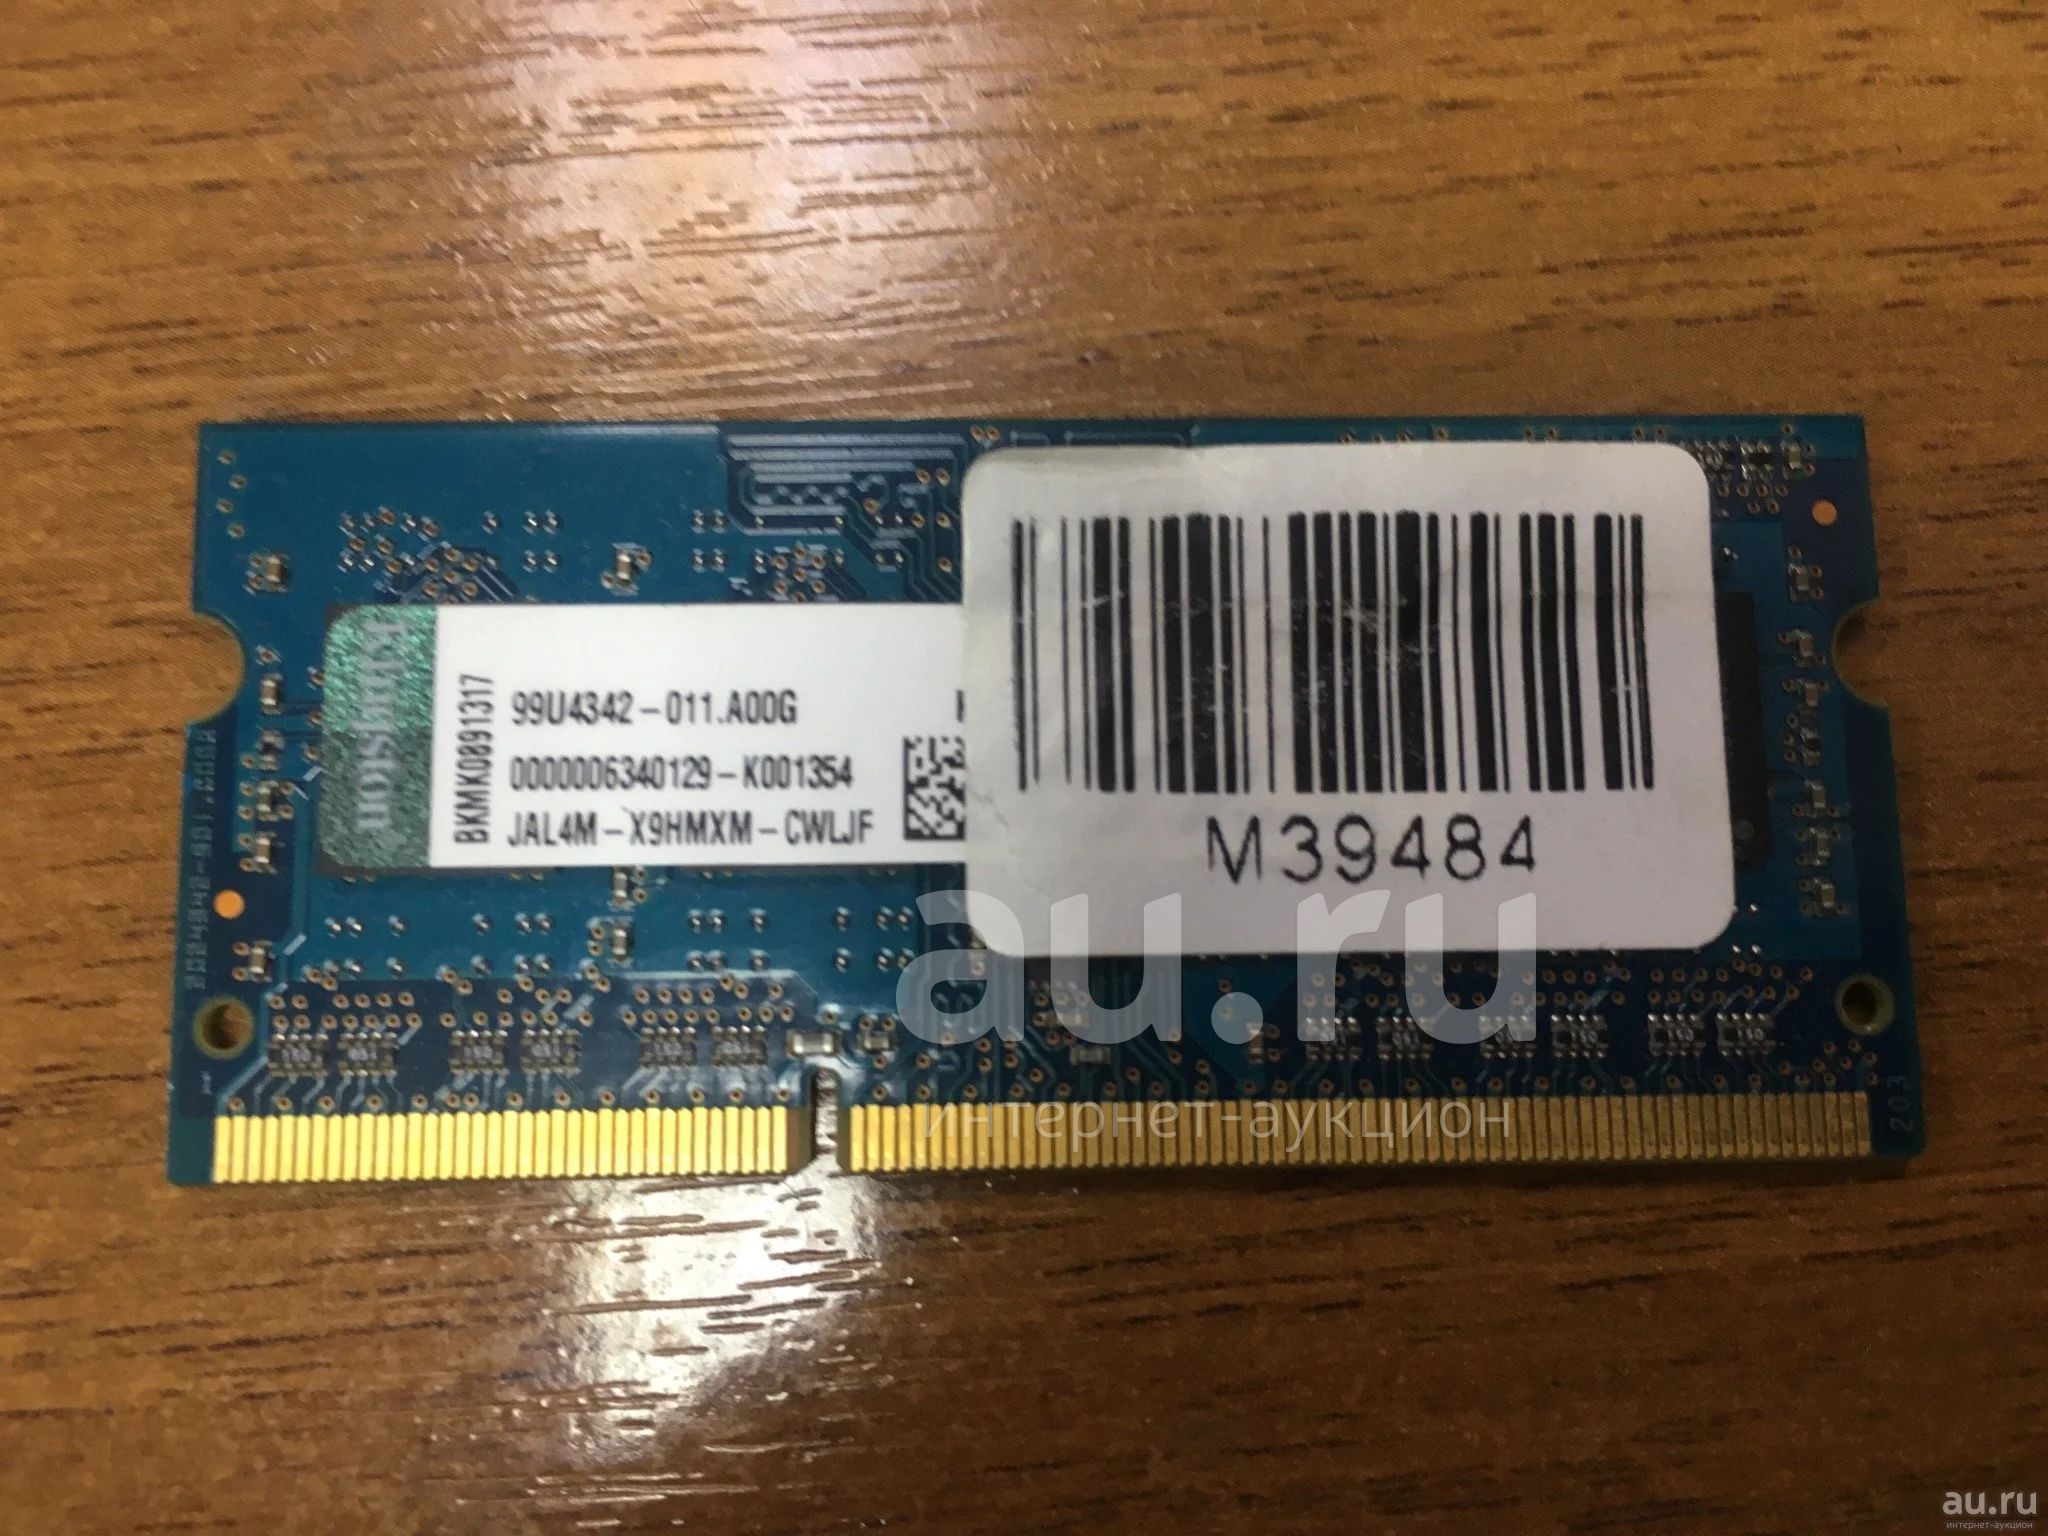 Kingston
BKMK0891317
99U4342-011.A00G
0000006340129-K001354
JAL4M-X9HMXM-CWLJF
M39484
203
au.ru
интернет-аукцион
au.ru
интернет-аукцион